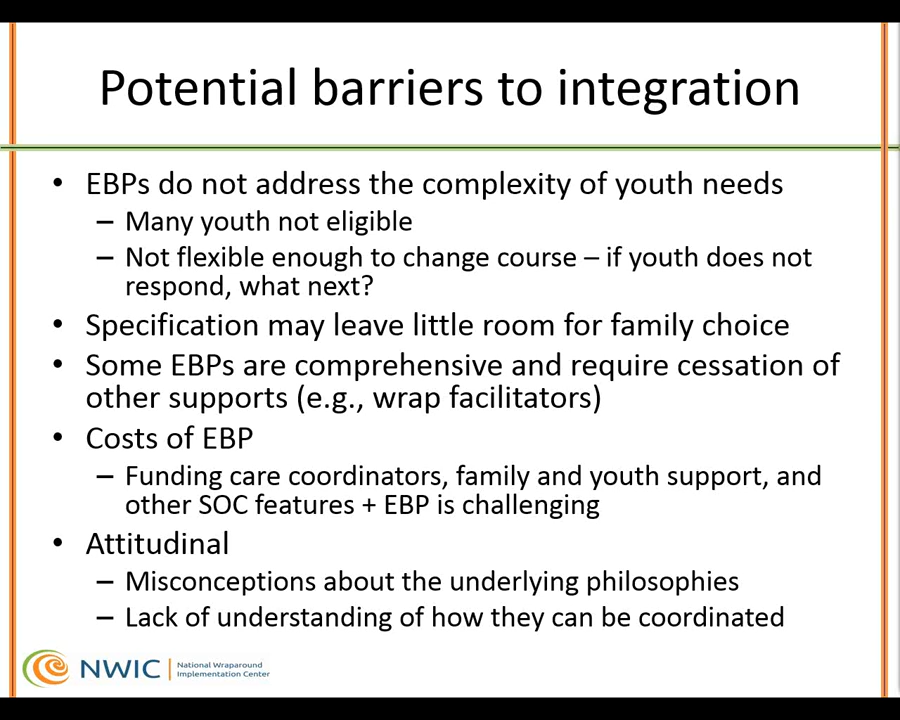 Potential barriers to integration
• EBPs do not address the complexity of youth needs
– Many youth not eligible
– Not flexible enough to change course – if youth does not
respond, what next?
• Specification may leave little room for family choice
• Some EBPs are comprehensive and require cessation of
other supports (e.g., wrap facilitators)
• Costs of EBP
– Funding care coordinators, family and youth support, and
other SOC features + EBP is challenging
• Attitudinal
– Misconceptions about the underlying philosophies
– Lack of understanding of how they can be coordinated
NWIC
National Wraparound
Implementation Center